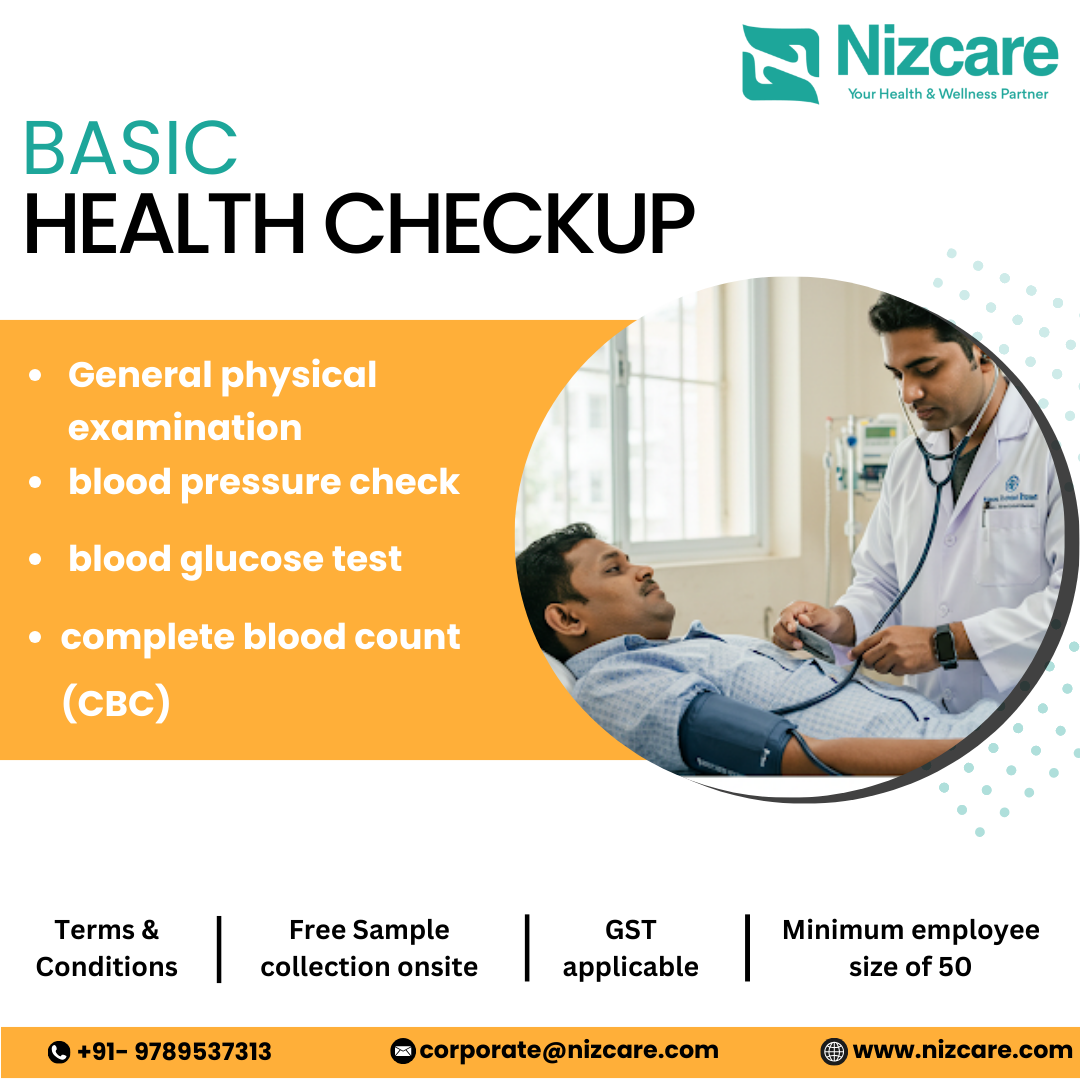 Nizcare
Your Health & Wellness Partner
BASIC
HEALTH CHECKUP
• General physical
examination
• blood pressure check
• blood glucose test
• complete blood count
(CBC)
Terms &
Conditions
Free Sample
collection onsite
GST
applicable
Minimum employee
size of 50
+91- 9789537313
corporate@nizcare.com
www.nizcare.com